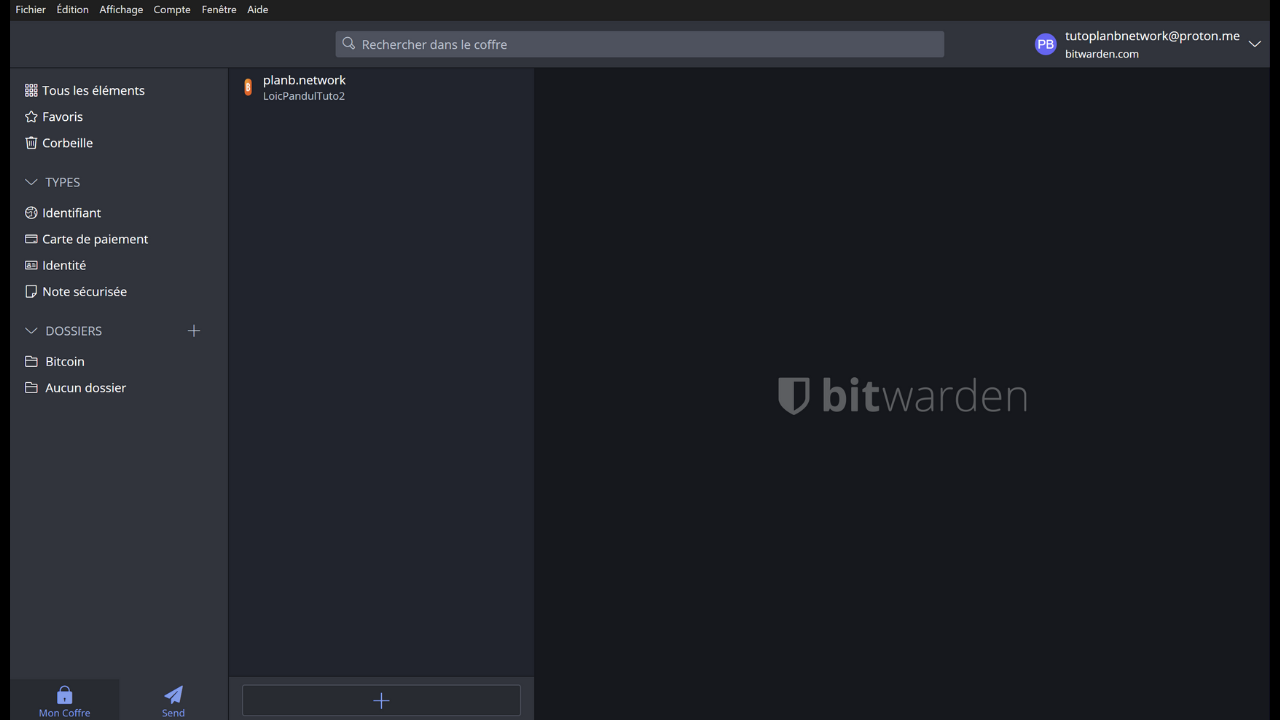 Fichier Édition Affichage Compte Fenêtre Aide
Rechercher dans le coffre
PB
tutoplanbnetwork@proton.me
bitwarden.com
Tous les éléments
Favoris
Corbeille
TYPES
Identifiant
Carte de paiement
Identité
Note sécurisée
DOSSIERS
Bitcoin
Aucun dossier
Mon Coffre
Send
B
planb.network
LoicPandulTuto2
bitwarden